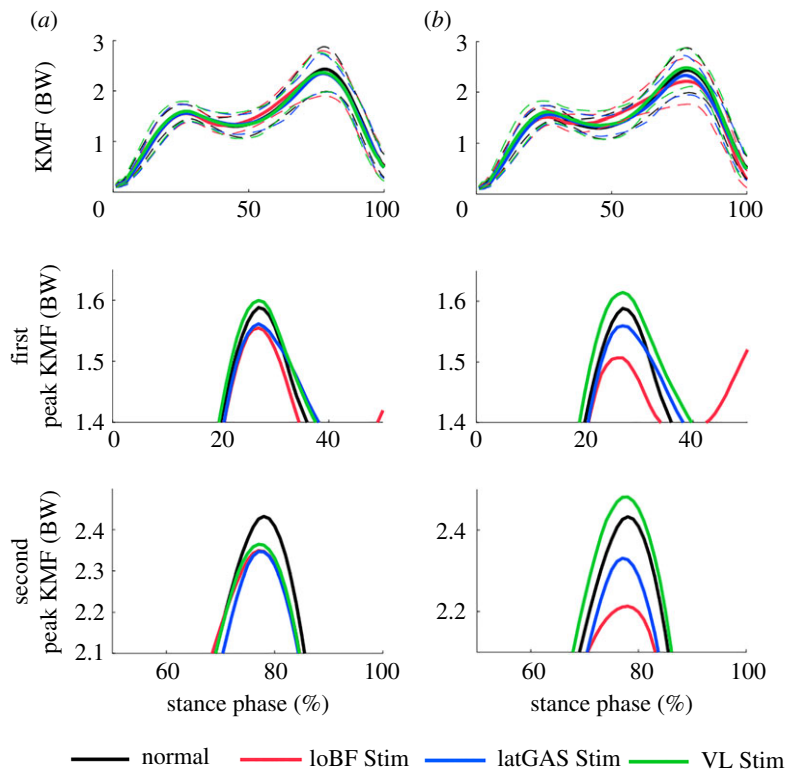 (a) (b)
KMF (BW)
3
2
1
0 50 100
3
2
1
0 50 100
first
peak KMF (BW)
1.6
1.5
1.4
0 20 40
1.6
1.5
1.4
0 20 40
second
peak KMF (BW)
2.4
2.3
2.2
2.1
60 80 100
stance phase (%)
2.4
2.2
60 80 100
stance phase (%)
normal loBF Stim latGAS Stim VL Stim